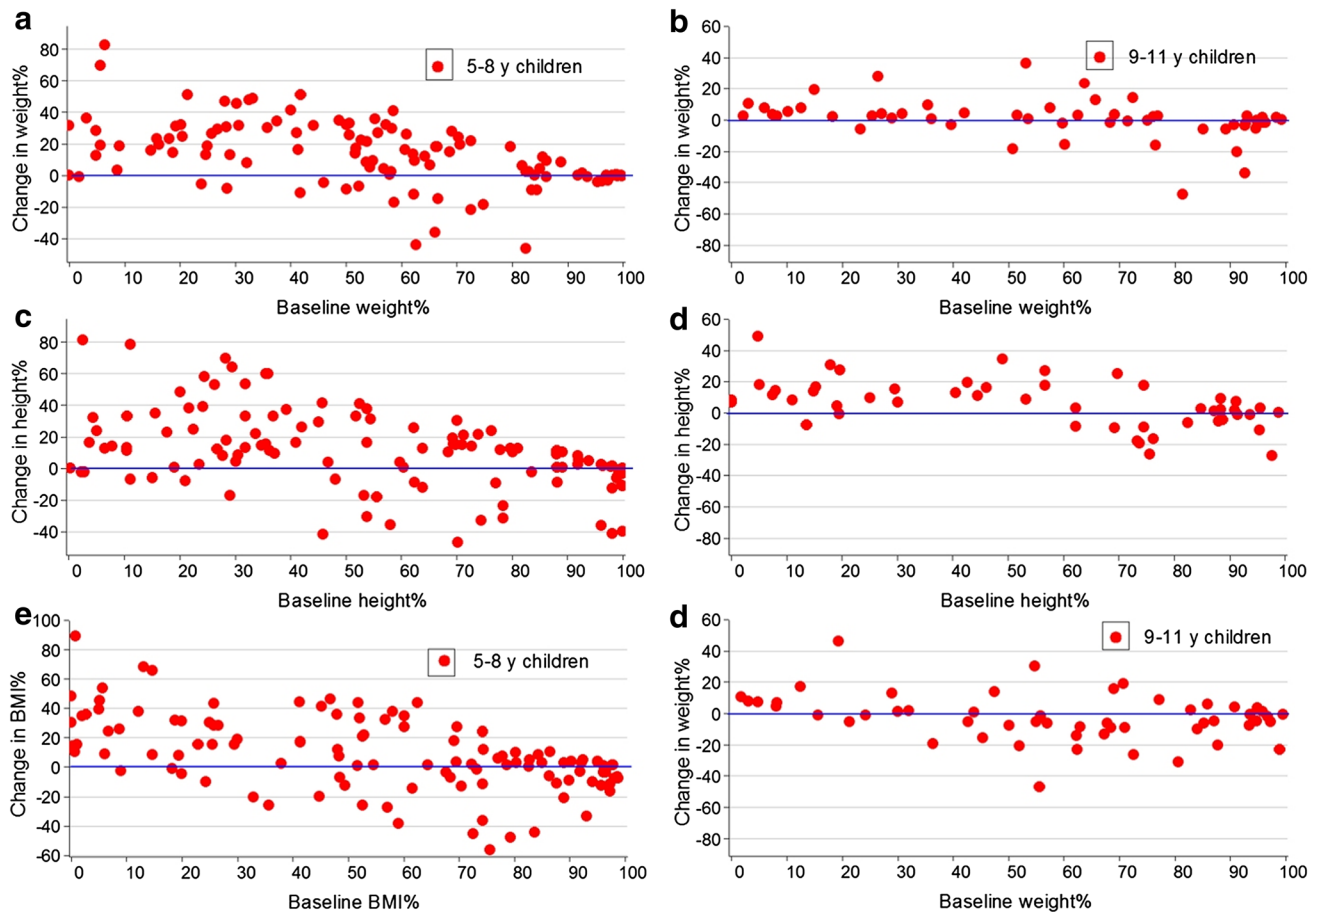 a
Change in weight%
80
60
40
20
0
-20
-40
5-8 y children
0 10 20 30 40 50 60 70 80 90 100
Baseline weight%
b
Change in weight%
60
40
20
0
-20
-40
-60
-80
9-11 y children
0 10 20 30 40 50 60 70 80 90 100
Baseline weight%
c
Change in height%
80
60
40
20
0
-20
-40
0 10 20 30 40 50 60 70 80 90 100
Baseline height%
d
Change in height%
60
40
20
0
-20
-40
-60
-80
0 10 20 30 40 50 60 70 80 90 100
Baseline height%
e
Change in BMI%
100
80
60
40
20
0
-20
-40
-60
5-8 y children
0 10 20 30 40 50 60 70 80 90 100
Baseline BMI%
d
Change in weight%
60
40
20
0
-20
-40
-60
-80
9-11 y children
0 10 20 30 40 50 60 70 80 90 100
Baseline weight%